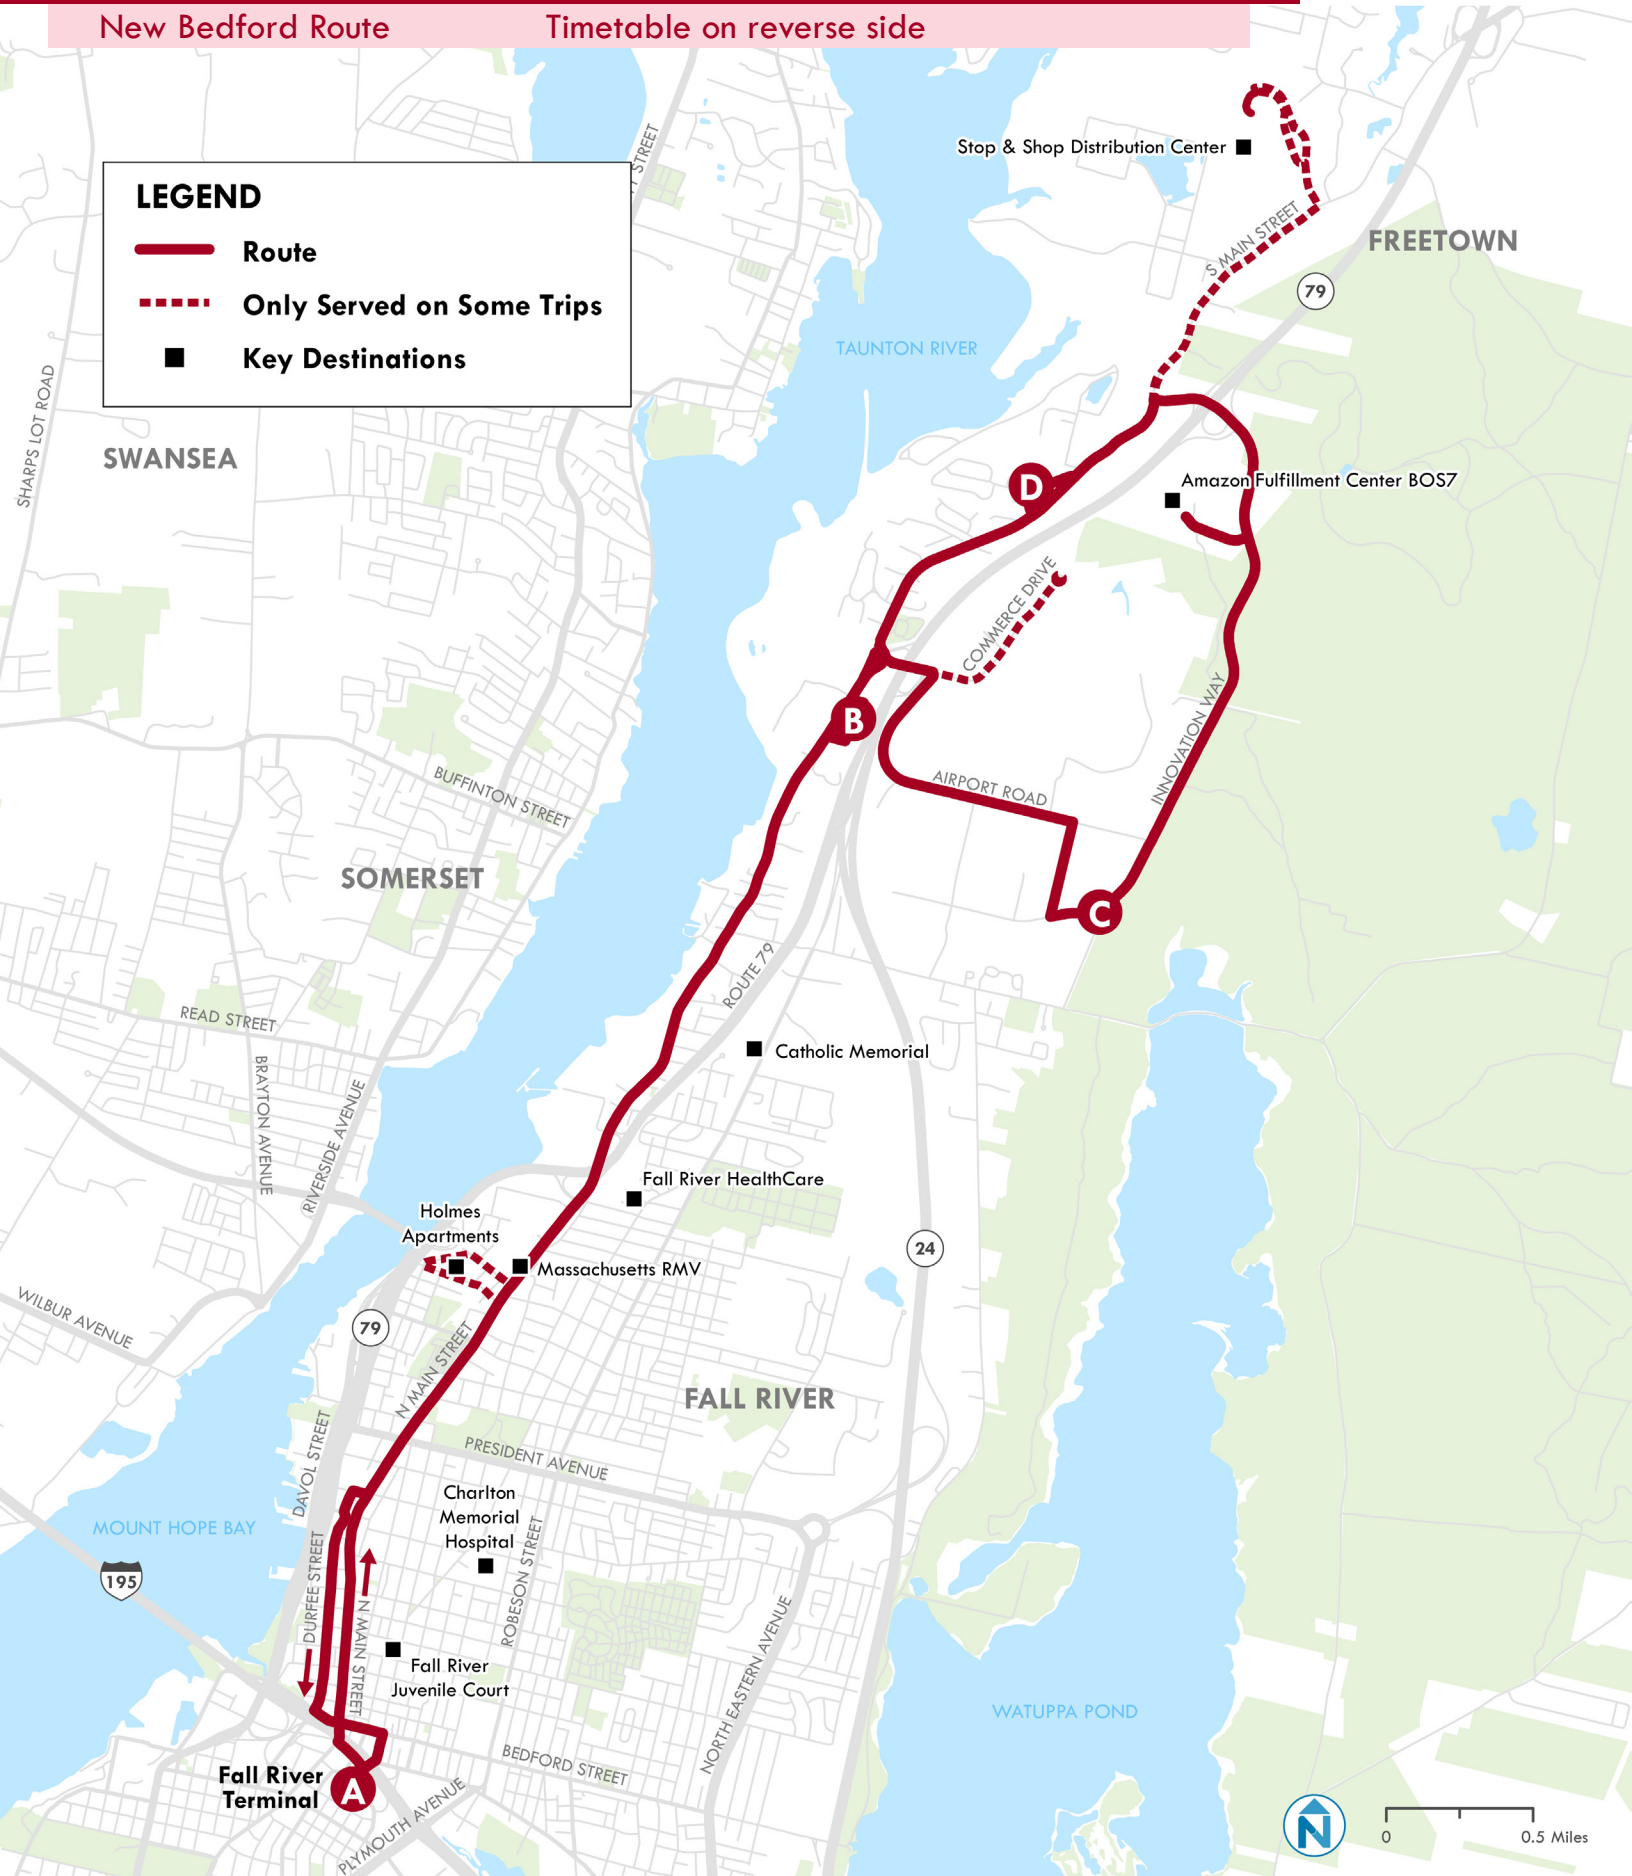 New Bedford Route
Timetable on reverse side
LEGEND
Route
Only Served on Some Trips
Key Destinations
STREET
Stop & Shop Distribution Center
S MAIN STREET
FREETOWN
79
TAUNTON RIVER
SHARPS LOT ROAD
SWANSEA
D
Amazon Fulfillment Center BOS7
COMMERCE DRIVE
B
INNOVATION WAY
BUFFINTON STREET
AIRPORT ROAD
SOMERSET
C
ROUTE 79
READ STREET
Catholic Memorial
BRAYTON AVENUE
RIVERSIDE AVENUE
Fall River HealthCare
Holmes
Apartments
24
Massachusetts RMV
WILBUR AVENUE
79
N MAIN STREET
FALL RIVER
DAVOL STREET
PRESIDENT AVENUE
Charlton
Memorial
Hospital
MOUNT HOPE BAY
195
DURFEE STREET
ROBESON STREET
N MAIN STREET
Fall River
Juvenile Court
NORTH EASTERN AVENUE
WATUPPA POND
BEDFORD STREET
Fall River
Terminal
A
PLYMOUTH AVENUE
N
0
0.5 Miles